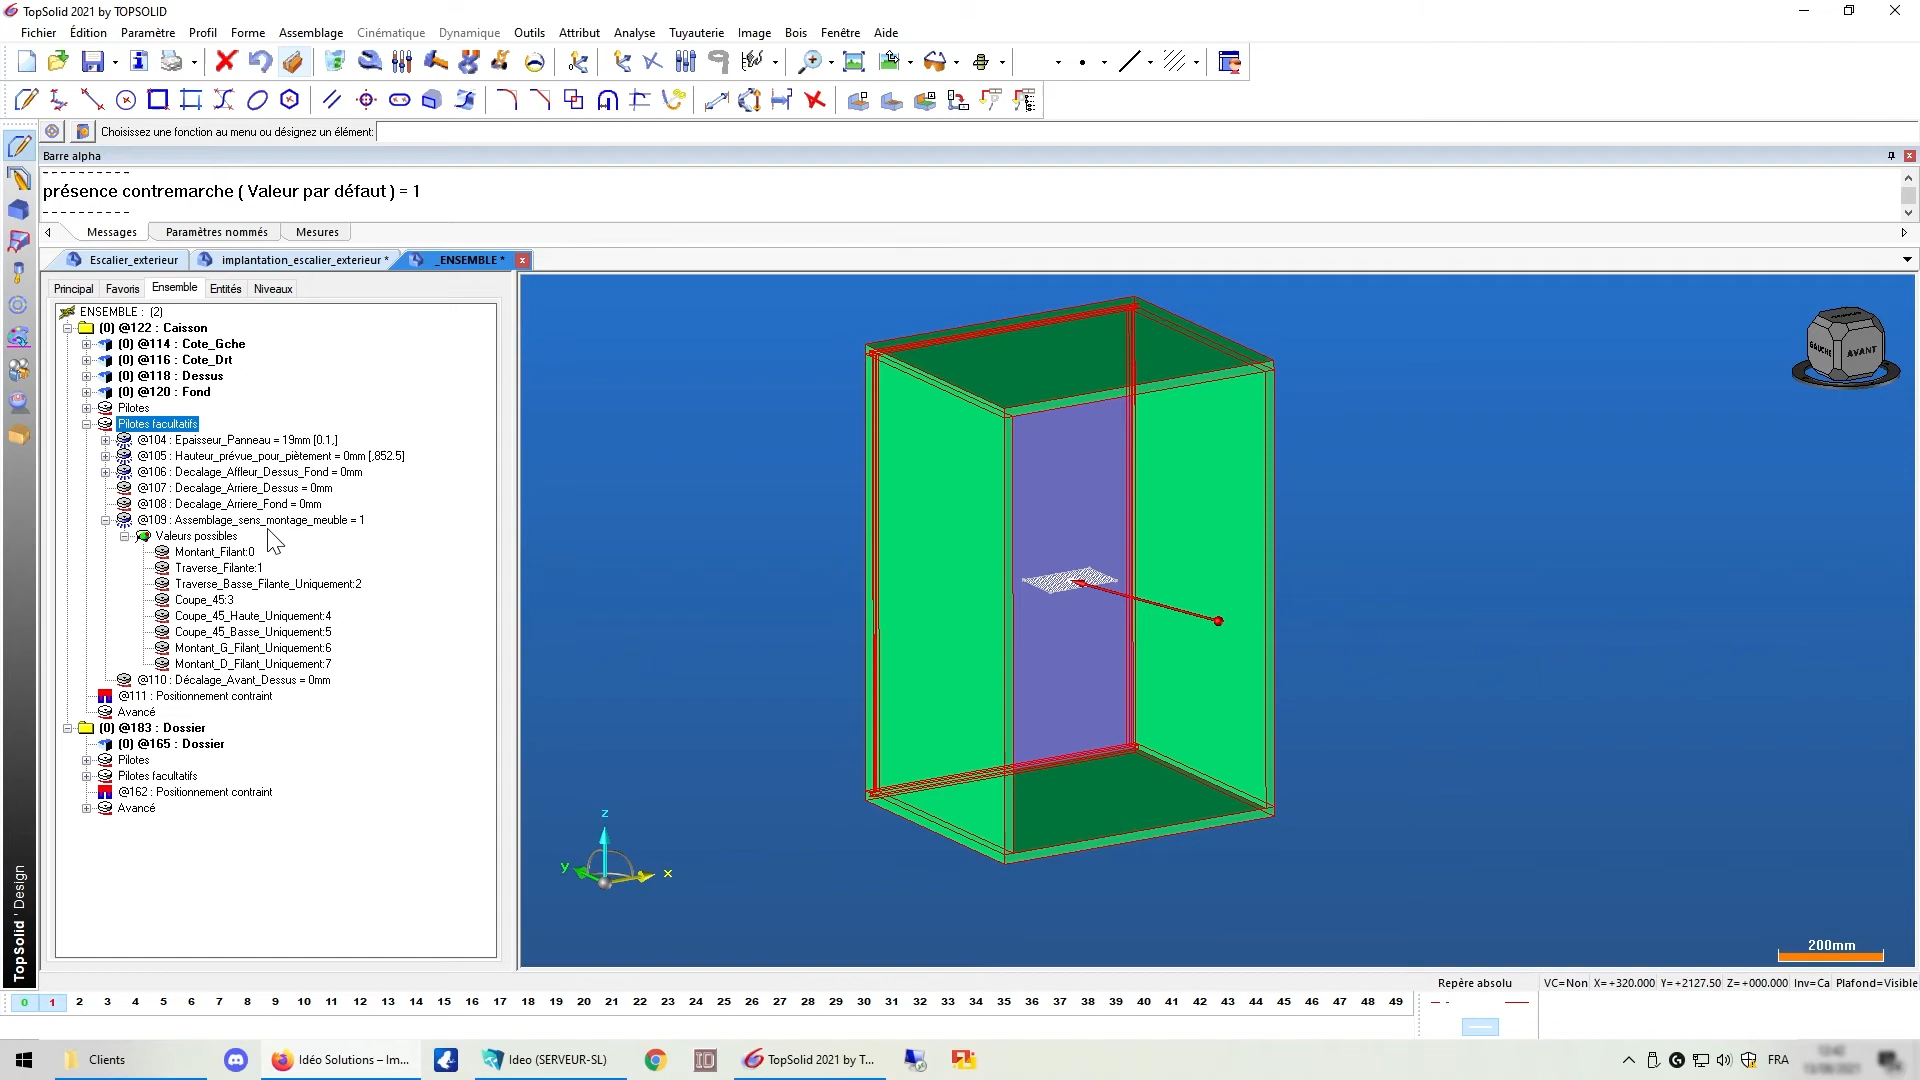 TopSolid 2021 by TOPSOLID
Fichier Édition Paramètre Profil Forme Assemblage Cinématique Dynamique Outils Attribut Analyse Tuyauterie Image Bois Fenêtre Aide
Choisissez une fonction au menu ou désignez un élément:
Barre alpha
----------
présence contremarche ( Valeur par défaut ) = 1
----------
Messages Paramètres nommés Mesures
Escalier_exterieur implantation_escalier_exterieur * _ENSEMBLE *
Principal Favoris Ensemble Entités Niveaux
ENSEMBLE : (2)
(0) @122 : Caisson
(0) @114 : Cote_Gche
(0) @116 : Cote_Drt
(0) @118 : Dessus
(0) @120 : Fond
Pilotes
Pilotes facultatifs
@104 : Epaisseur_Panneau = 19mm [0.1,]
@105 : Hauteur_prévue_pour_piètement = 0mm [,852.5]
@106 : Decalage_Affleur_Dessus_Fond = 0mm
@107 : Decalage_Arriere_Dessus = 0mm
@108 : Decalage_Arriere_Fond = 0mm
@109 : Assemblage_sens_montage_meuble = 1
Valeurs possibles
Montant_Filant:0
Traverse_Filante:1
Traverse_Basse_Filante_Uniquement:2
Coupe_45:3
Coupe_45_Haute_Uniquement:4
Coupe_45_Basse_Uniquement:5
Montant_G_Filant_Uniquement:6
Montant_D_Filant_Uniquement:7
@110 : Décalage_Avant_Dessus = 0mm
@111 : Positionnement contraint
Avancé
(0) @183 : Dossier
(0) @165 : Dossier
Pilotes
Pilotes facultatifs
@162 : Positionnement contraint
Avancé
TopSolid ' Design
GAUCHE AVANT
z
y
x
200mm
Repère absolu VC=Non X=+320.000 Y=+2127.50 Z=+000.000 Inv=Ca Plafond=Visible
0 1 2 3 4 5 6 7 8 9 10 11 12 13 14 15 16 17 18 19 20 21 22 23 24 25 26 27 28 29 30 31 32 33 34 35 36 37 38 39 40 41 42 43 44 45 46 47 48 49
Clients Idéo Solutions – Im... Ideo (SERVEUR-SL) TopSolid 2021 by T... FRA